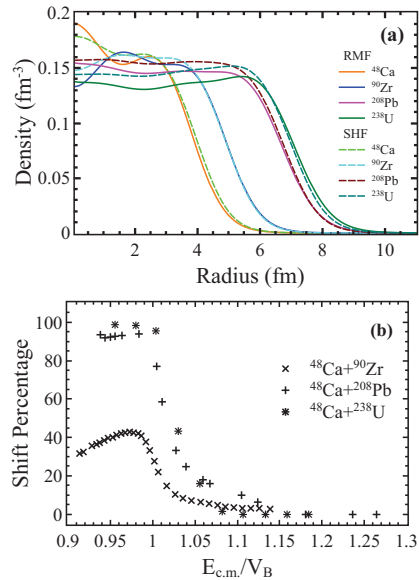 (a)
0.2
0.15
0.1
0.05
0
Density (fm⁻³)
RMF
⁴⁸Ca
⁹⁰Zr
²⁰⁸Pb
²³⁸U
SHF
⁴⁸Ca
⁹⁰Zr
²⁰⁸Pb
²³⁸U
0 2 4 6 8 10
Radius (fm)
(b)
100
80
60
40
20
0
Shift Percentage
× ⁴⁸Ca+⁹⁰Zr
+ ⁴⁸Ca+²⁰⁸Pb
* ⁴⁸Ca+²³⁸U
0.9 0.95 1 1.05 1.1 1.15 1.2 1.25 1.3
E_c.m./V_B